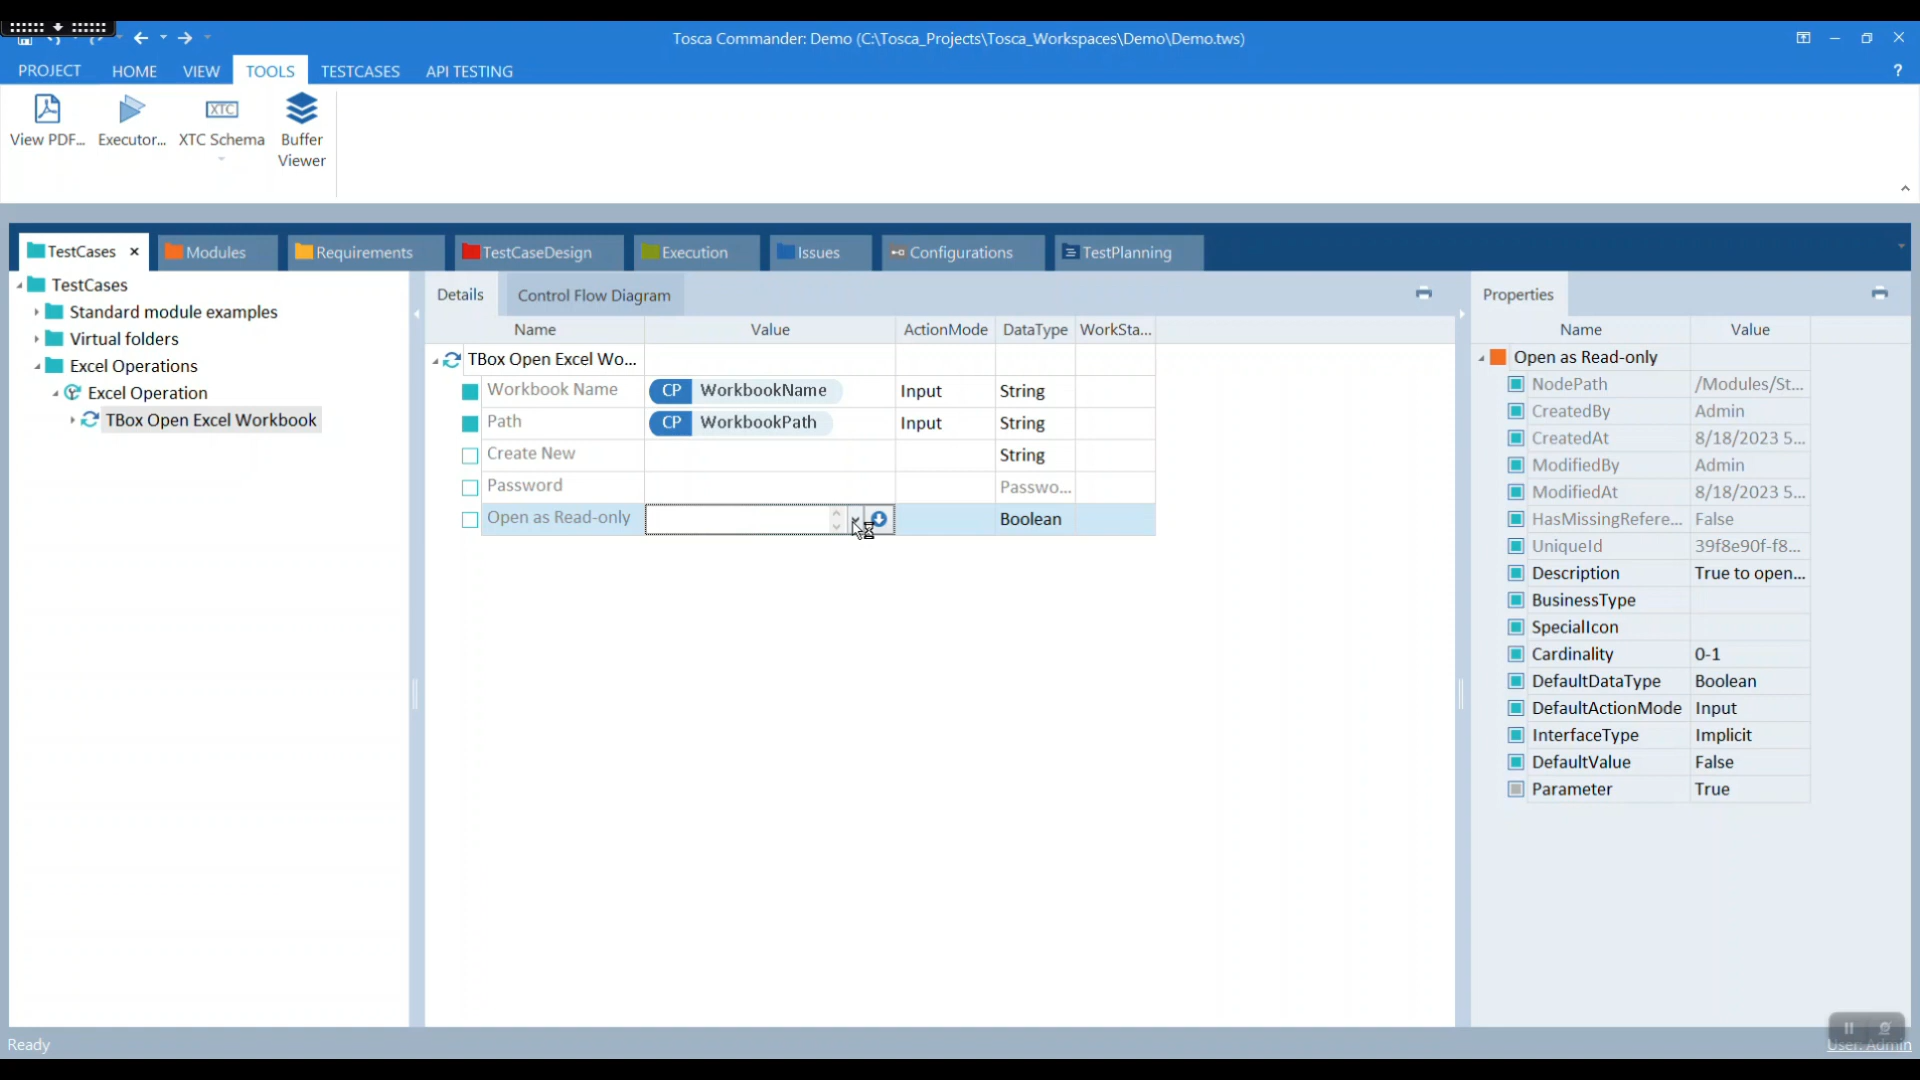 Tosca Commander: Demo (C:\Tosca_Projects\Tosca_Workspaces\Demo\Demo.tws)
PROJECT HOME VIEW TOOLS TESTCASES API TESTING ?
View PDF... Executor... XTC Schema Buffer Viewer
XTC
TestCases × Modules Requirements TestCaseDesign Execution Issues Configurations TestPlanning
TestCases
Standard module examples
Virtual folders
Excel Operations
Excel Operation
TBox Open Excel Workbook
Details Control Flow Diagram
Name Value ActionMode DataType WorkSta...
TBox Open Excel Wo...
Workbook Name CP WorkbookName Input String
Path CP WorkbookPath Input String
Create New String
Password Passwo...
Open as Read-only Boolean
Properties
Name Value
Open as Read-only
NodePath /Modules/St...
CreatedBy Admin
CreatedAt 8/18/2023 5...
ModifiedBy Admin
ModifiedAt 8/18/2023 5...
HasMissingRefere... False
UniqueId 39f8e90f-f8...
Description True to open...
BusinessType
SpecialIcon
Cardinality 0-1
DefaultDataType Boolean
DefaultActionMode Input
InterfaceType Implicit
DefaultValue False
Parameter True
Ready
User: Admin